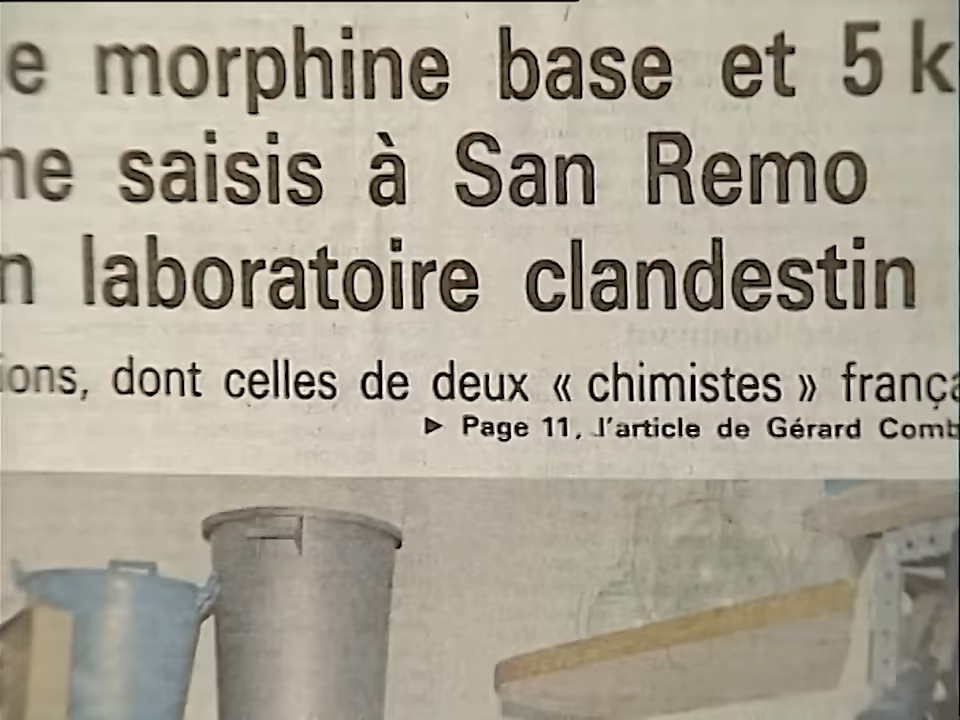 e morphine base et 5 k
ne saisis à San Remo
n laboratoire clandestin
ions, dont celles de deux « chimistes » frança
▶ Page 11, l'article de Gérard Comb